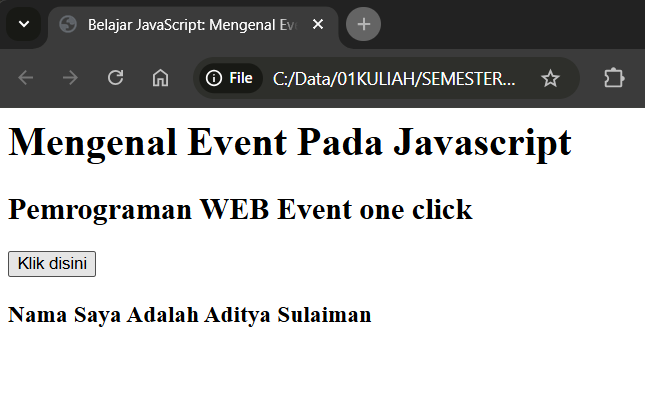 Belajar JavaScript: Mengenal Ev
File
C:/Data/01KULIAH/SEMESTER...
Mengenal Event Pada Javascript
Pemrograman WEB Event one click
Klik disini
Nama Saya Adalah Aditya Sulaiman